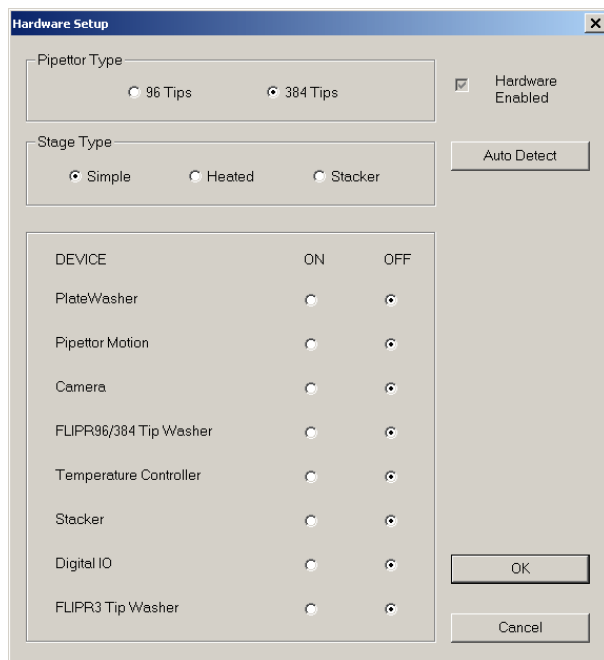 Hardware Setup
Pipettor Type
96 Tips
384 Tips
Hardware
Enabled
Stage Type
Simple
Heated
Stacker
Auto Detect
DEVICE ON OFF
PlateWasher
Pipettor Motion
Camera
FLIPR96/384 Tip Washer
Temperature Controller
Stacker
Digital IO
FLIPR3 Tip Washer
OK
Cancel